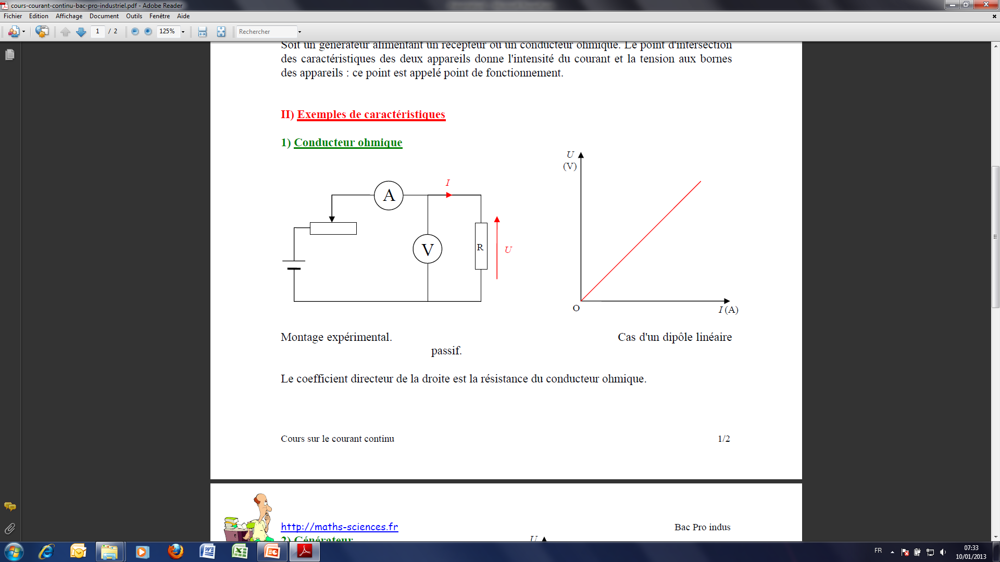 cours-courant-continu-bac-pro-industriel.pdf - Adobe Reader
Fichier Edition Affichage Document Outils Fenêtre Aide
1 / 2 125% Rechercher
Soit un générateur alimentant un récepteur ou un conducteur ohmique. Le point d'intersection
des caractéristiques des deux appareils donne l'intensité du courant et la tension aux bornes
des appareils : ce point est appelé point de fonctionnement.
II) Exemples de caractéristiques
1) Conducteur ohmique
U
(V)
I
A
V
R
U
O
I (A)
Montage expérimental. Cas d'un dipôle linéaire
passif.
Le coefficient directeur de la droite est la résistance du conducteur ohmique.
Cours sur le courant continu 1/2
http://maths-sciences.fr Bac Pro indus
2) Générateur
U
FR
07:33
10/01/2013